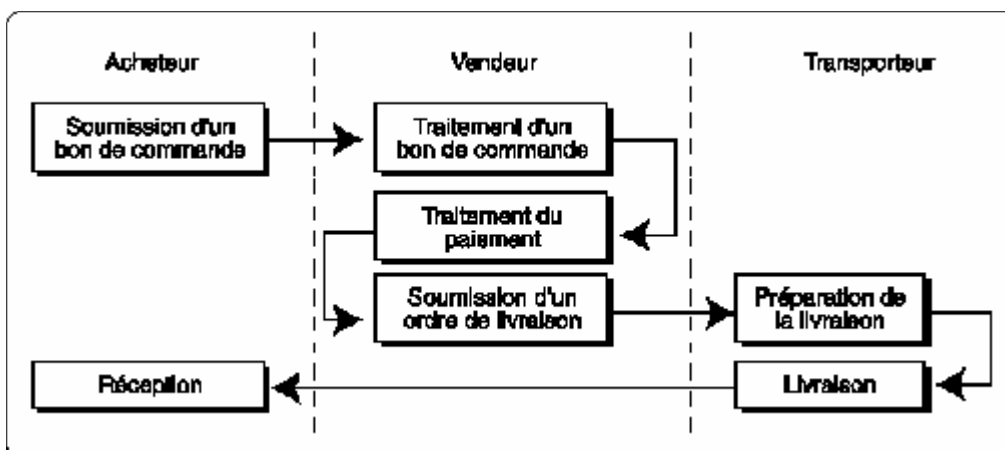 Acheteur
Vendeur
Transporteur
Soumission d'un
bon de commande
Traitement d'un
bon de commande
Traitement du
paiement
Soumission d'un
ordre de livraison
Préparation de
la livraison
Réception
Livraison